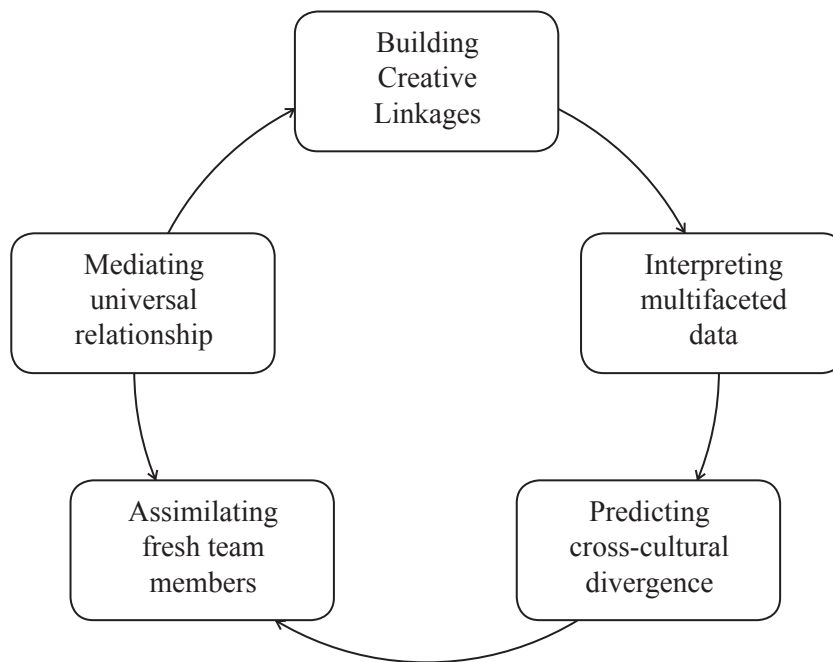 Building
Creative
Linkages
Mediating
universal
relationship
Interpreting
multifaceted
data
Assimilating
fresh team
members
Predicting
cross-cultural
divergence